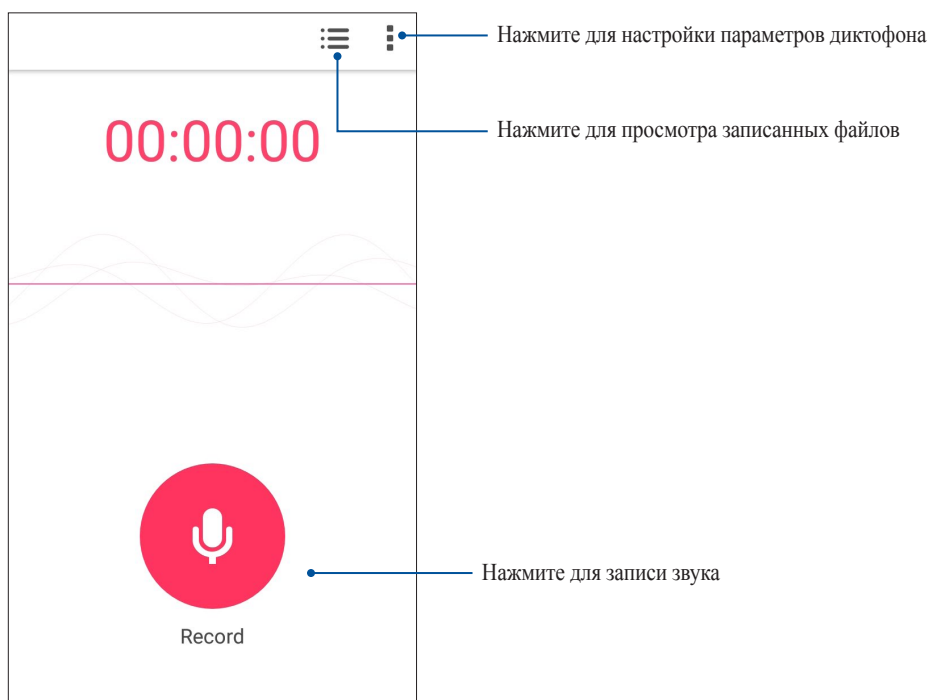 Нажмите для настройки параметров диктофона
Нажмите для просмотра записанных файлов
00:00:00
Нажмите для записи звука
Record